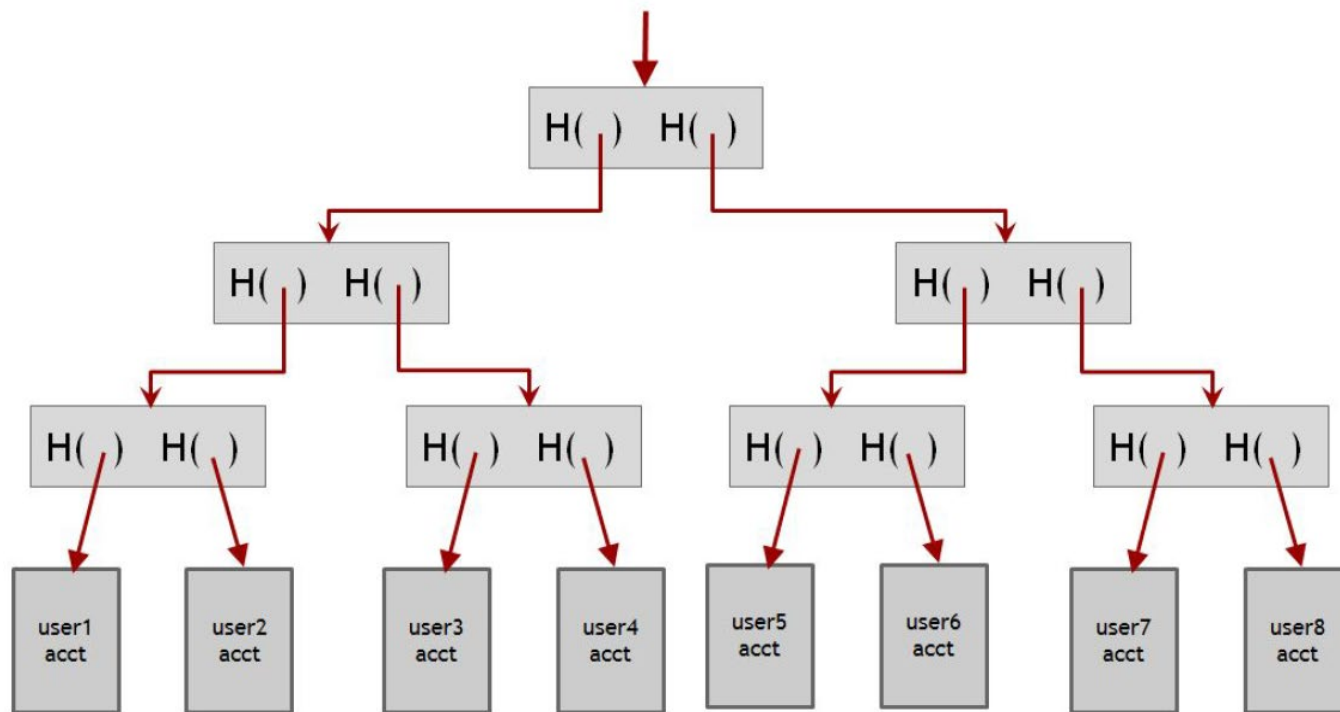 H( ) H( )
H( ) H( )
H( ) H( )
H( ) H( )
H( ) H( )
H( ) H( )
H( ) H( )
user1
acct
user2
acct
user3
acct
user4
acct
user5
acct
user6
acct
user7
acct
user8
acct